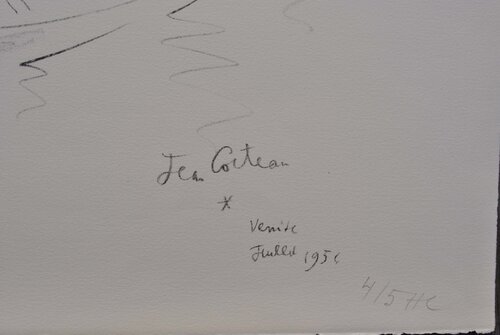 Jean Cocteau
*
Venise
Juillet 1956
4/5 HC